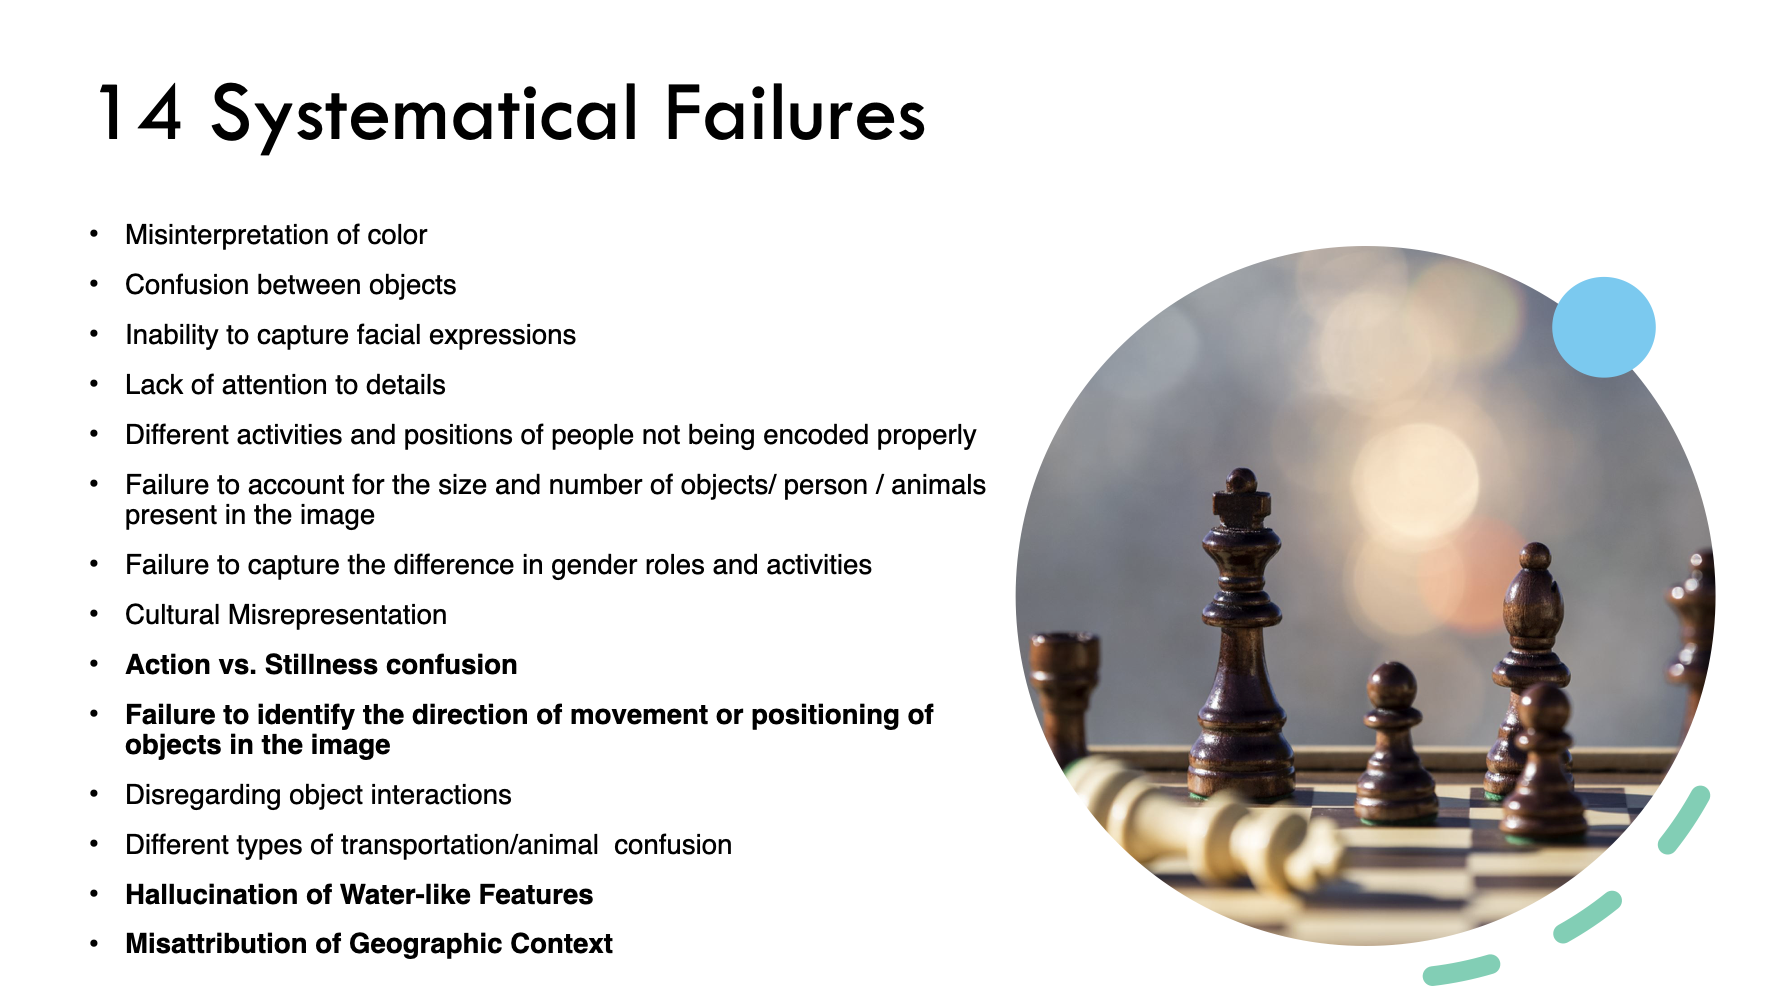 14 Systematical Failures
• Misinterpretation of color
• Confusion between objects
• Inability to capture facial expressions
• Lack of attention to details
• Different activities and positions of people not being encoded properly
• Failure to account for the size and number of objects/ person / animals
present in the image
• Failure to capture the difference in gender roles and activities
• Cultural Misrepresentation
• Action vs. Stillness confusion
• Failure to identify the direction of movement or positioning of
objects in the image
• Disregarding object interactions
• Different types of transportation/animal  confusion
• Hallucination of Water-like Features
• Misattribution of Geographic Context